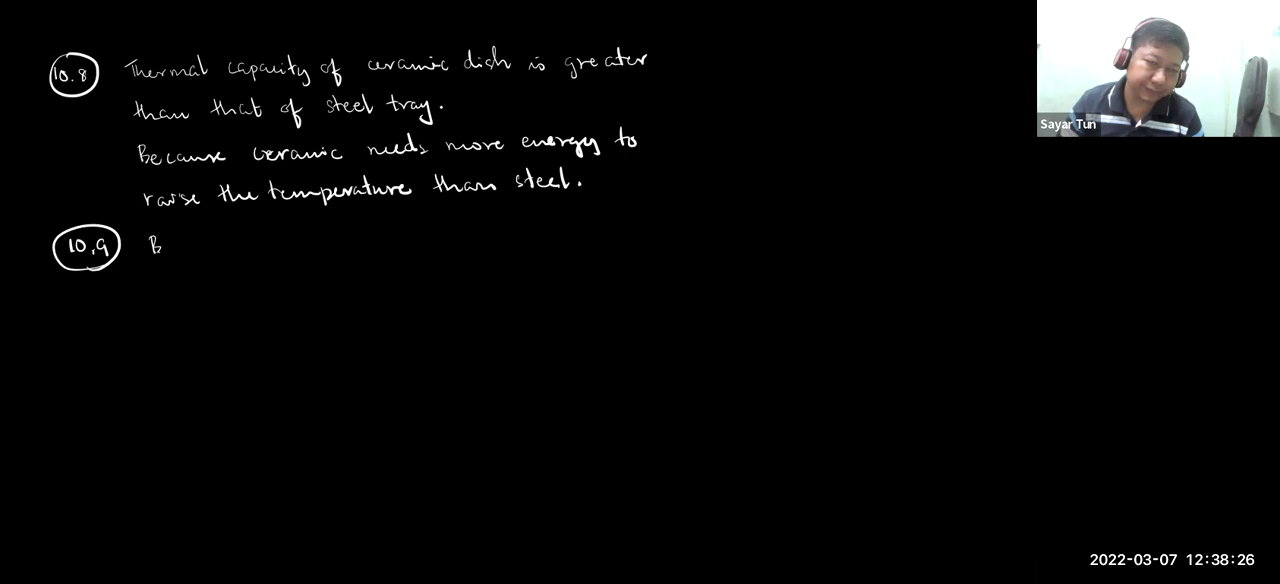 10.8 Thermal capacity of ceramic dish is greater
than that of steel tray.
Because ceramic needs more energy to
raise the temperature than steel.
10.9 B
Sayar Tun
2022-03-07 12:38:26